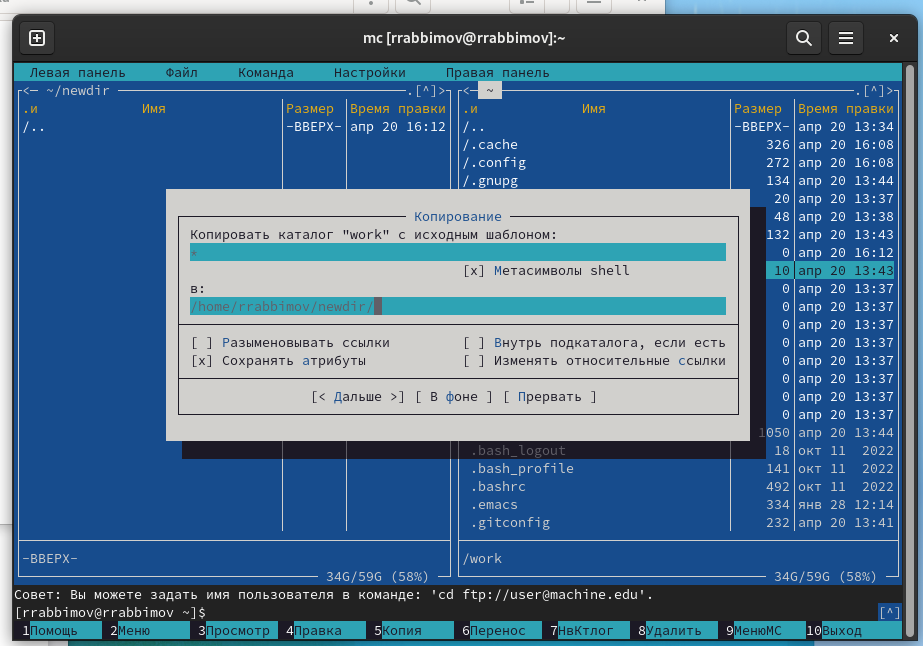 mc [rrabbimov@rrabbimov]:~
Левая панель Файл Команда Настройки Правая панель
<— ~/newdir .[^]> <— ~ .[^]>
.и Имя Размер Время правки .и Имя Размер Время правки
/.. -ВВЕРХ- апр 20 16:12 /.. -ВВЕРХ- апр 20 13:34
/.cache 326 апр 20 16:08
/.config 272 апр 20 16:08
/.gnupg 134 апр 20 13:44
20 апр 20 13:37
Копирование 48 апр 20 13:38
Копировать каталог "work" с исходным шаблоном: 132 апр 20 13:43
* 0 апр 20 16:12
[x] Метасимволы shell 10 апр 20 13:43
в: 0 апр 20 13:37
/home/rrabbimov/newdir/ 0 апр 20 13:37
0 апр 20 13:37
[ ] Разыменовывать ссылки [ ] Внутрь подкаталога, если есть 0 апр 20 13:37
[x] Сохранять атрибуты [ ] Изменять относительные ссылки 0 апр 20 13:37
0 апр 20 13:37
[< Дальше >] [ В фоне ] [ Прервать ] 0 апр 20 13:37
0 апр 20 13:37
1050 апр 20 13:44
.bash_logout 18 окт 11 2022
.bash_profile 141 окт 11 2022
.bashrc 492 окт 11 2022
.emacs 334 янв 28 12:14
.gitconfig 232 апр 20 13:41
-ВВЕРХ- /work
34G/59G (58%) 34G/59G (58%)
Совет: Вы можете задать имя пользователя в команде: 'cd ftp://user@machine.edu'.
[rrabbimov@rrabbimov ~]$ [^]
1Помощь 2Меню 3Просмотр 4Правка 5Копия 6Перенос 7НвКтлог 8Удалить 9МенюМС 10Выход